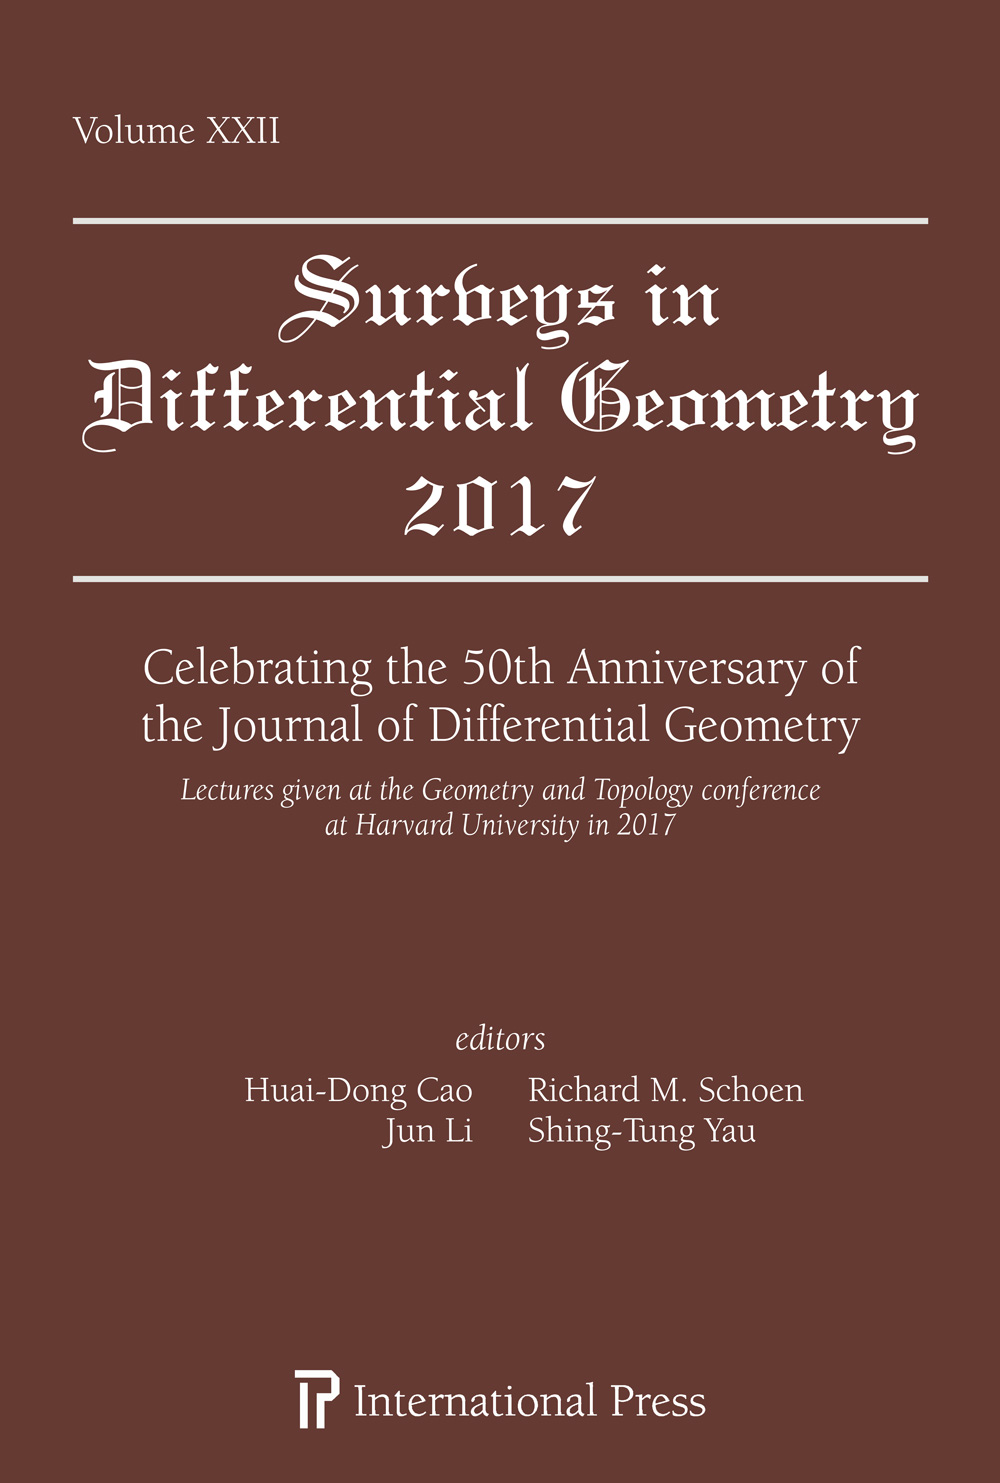 Volume XXII
Surveys in
Differential Geometry
2017
Celebrating the 50th Anniversary of
the Journal of Differential Geometry
Lectures given at the Geometry and Topology conference
at Harvard University in 2017
editors
Huai-Dong Cao Richard M. Schoen
Jun Li Shing-Tung Yau
IP International Press